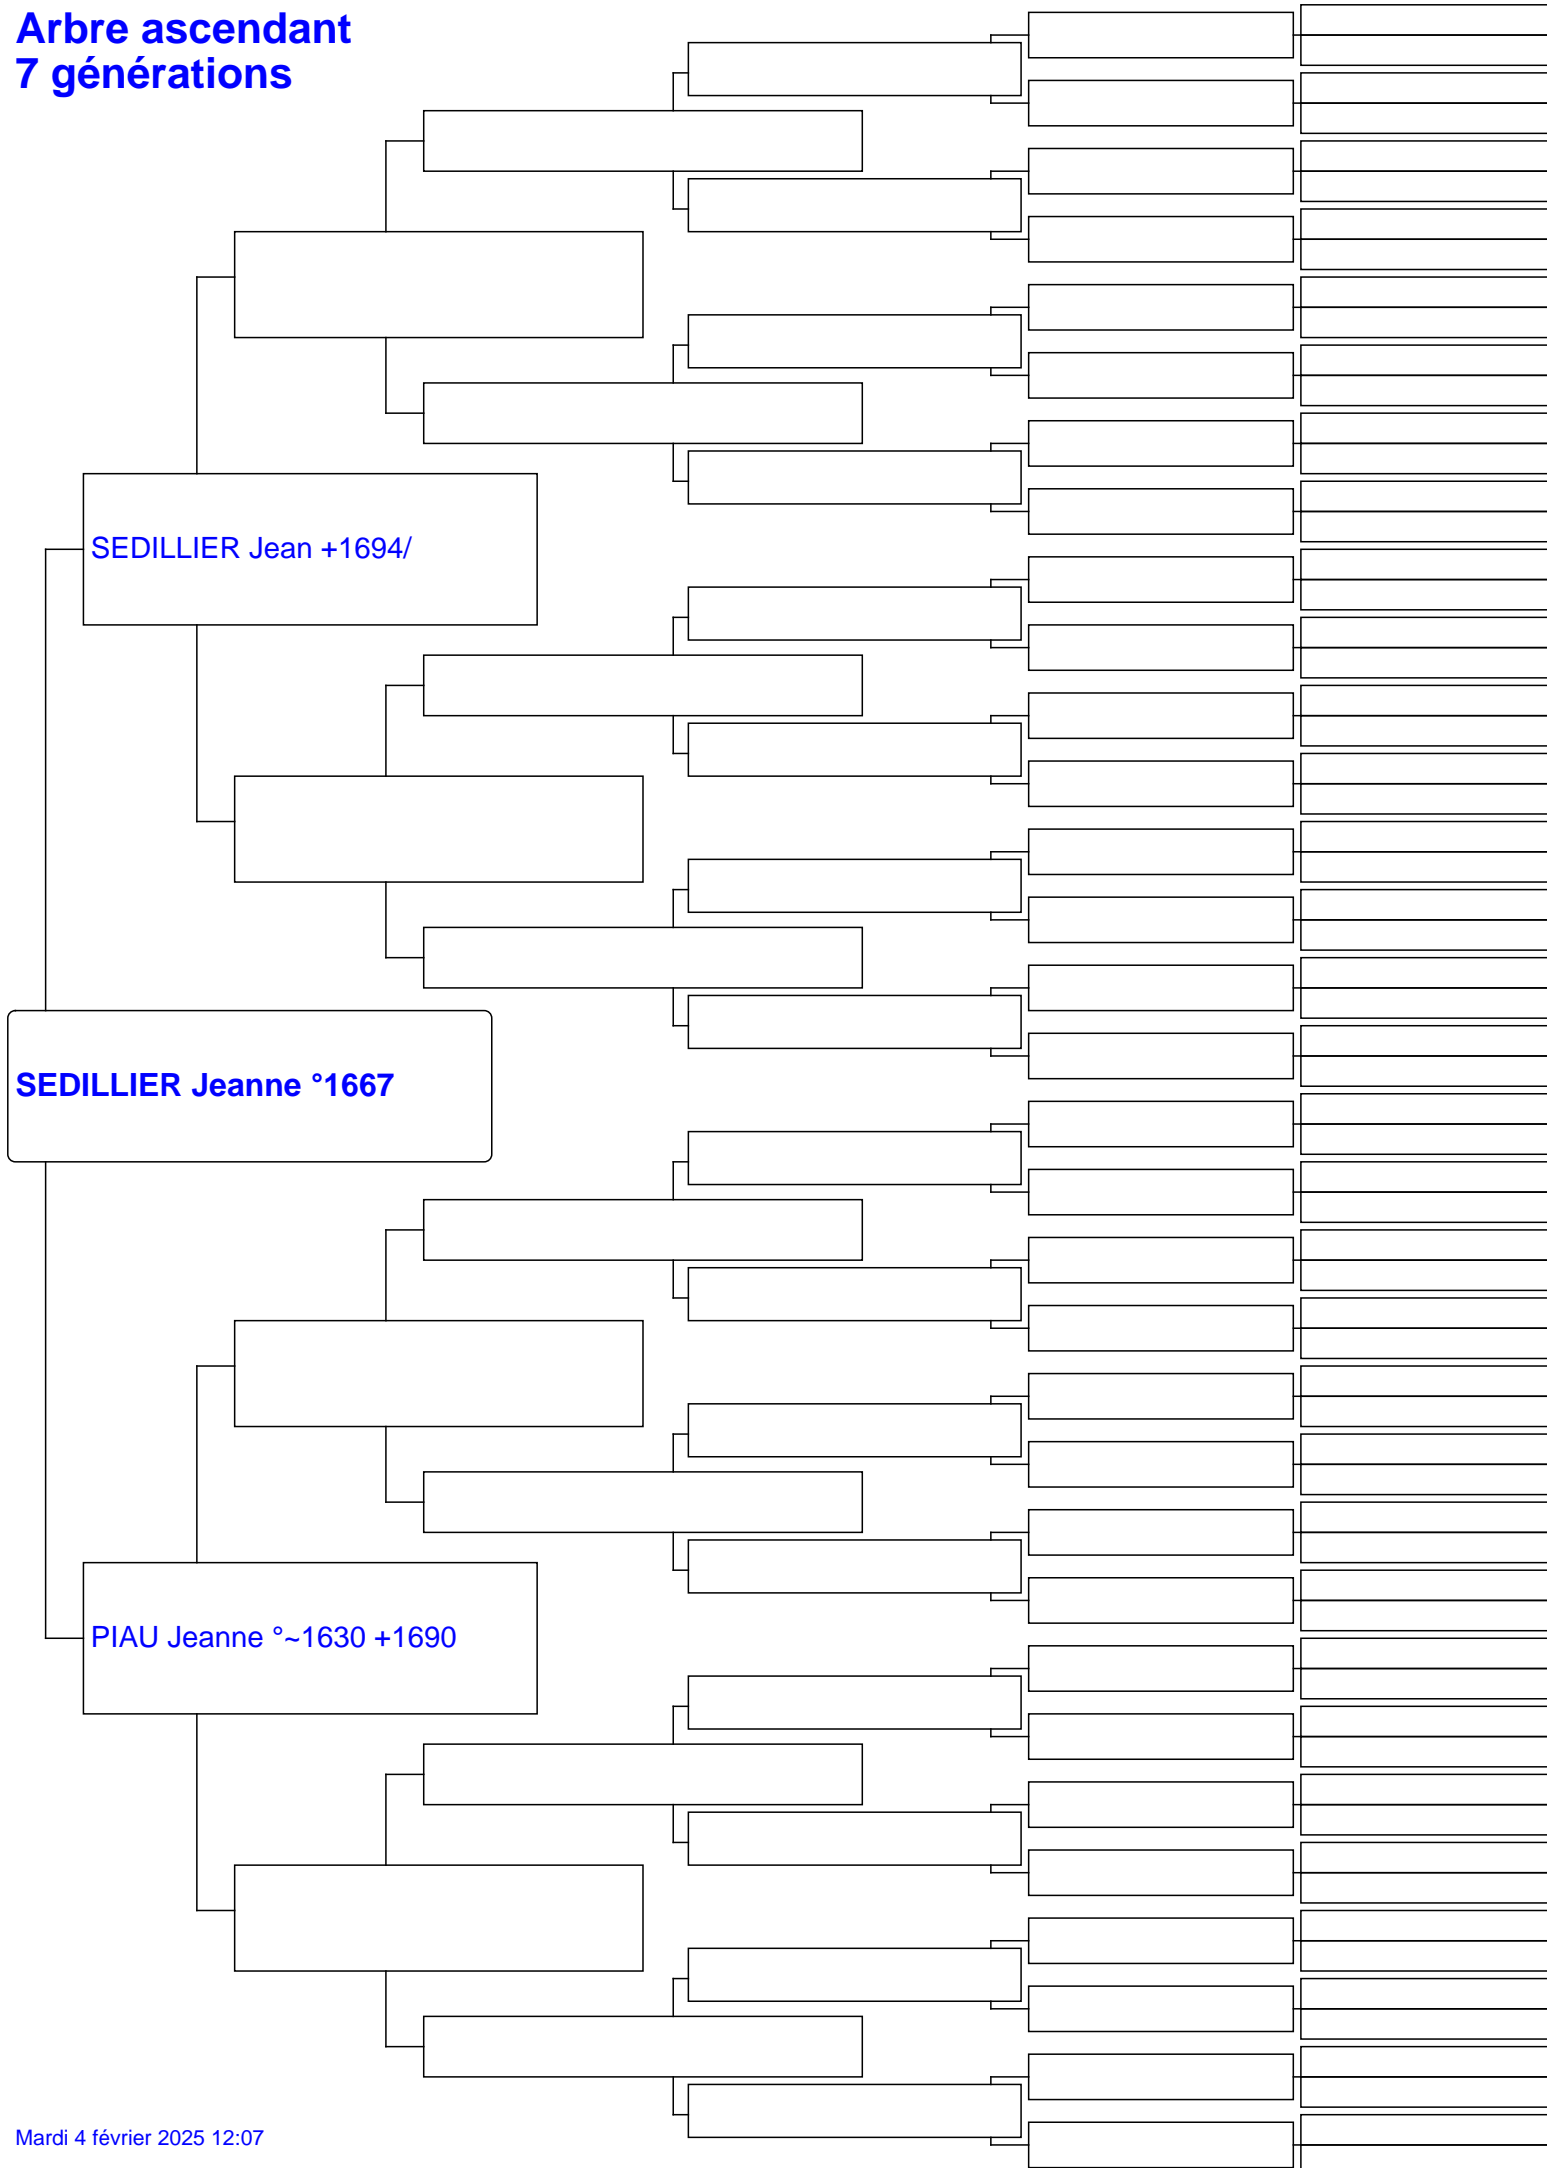 Arbre ascendant
7 générations
SEDILLIER Jean +1694/
SEDILLIER Jeanne °1667
PIAU Jeanne °~1630 +1690
Mardi 4 février 2025 12:07